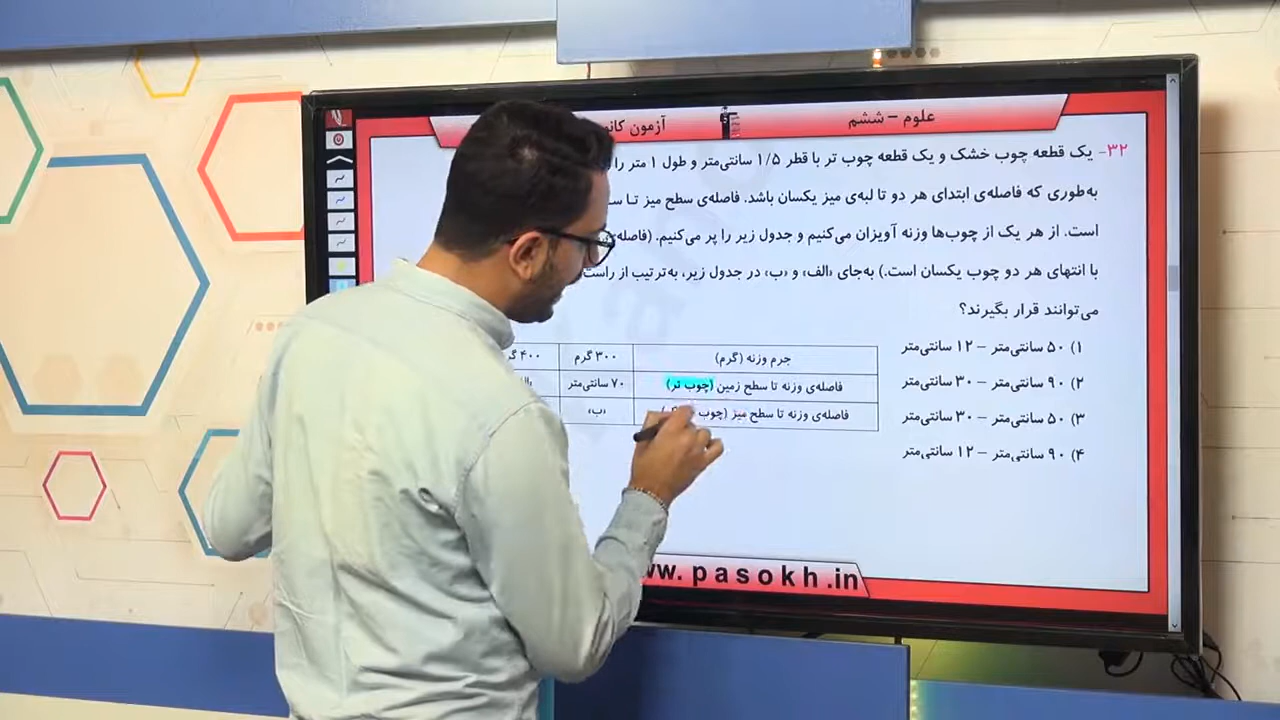 علوم – ششم
آزمون
۳۲- یک قطعه چوب خشک و یک قطعه چوب تر با قطر ۱/۵ سانتی‌متر و طول ۱ متر را
به‌طوری که فاصله‌ی ابتدای هر دو تا لبه‌ی میز یکسان باشد. فاصله‌ی سطح میز تا
است. از هر یک از چوب‌ها وزنه آویزان می‌کنیم و جدول زیر را پر می‌کنیم. (فاصله‌ی
با انتهای هر دو چوب یکسان است.) به‌جای «الف» و «ب» در جدول زیر، به‌ترتیب از راست
می‌توانند قرار بگیرند؟
۱) ۵۰ سانتی‌متر – ۱۲ سانتی‌متر
۲) ۹۰ سانتی‌متر – ۳۰ سانتی‌متر
۳) ۵۰ سانتی‌متر – ۳۰ سانتی‌متر
۴) ۹۰ سانتی‌متر – ۱۲ سانتی‌متر
جرم وزنه (گرم) ۳۰۰ گرم ۴۰۰
فاصله‌ی وزنه تا سطح زمین (چوب تر) ۷۰ سانتی‌متر
فاصله‌ی وزنه تا سطح میز (چوب «ب»
www.pasokh.in